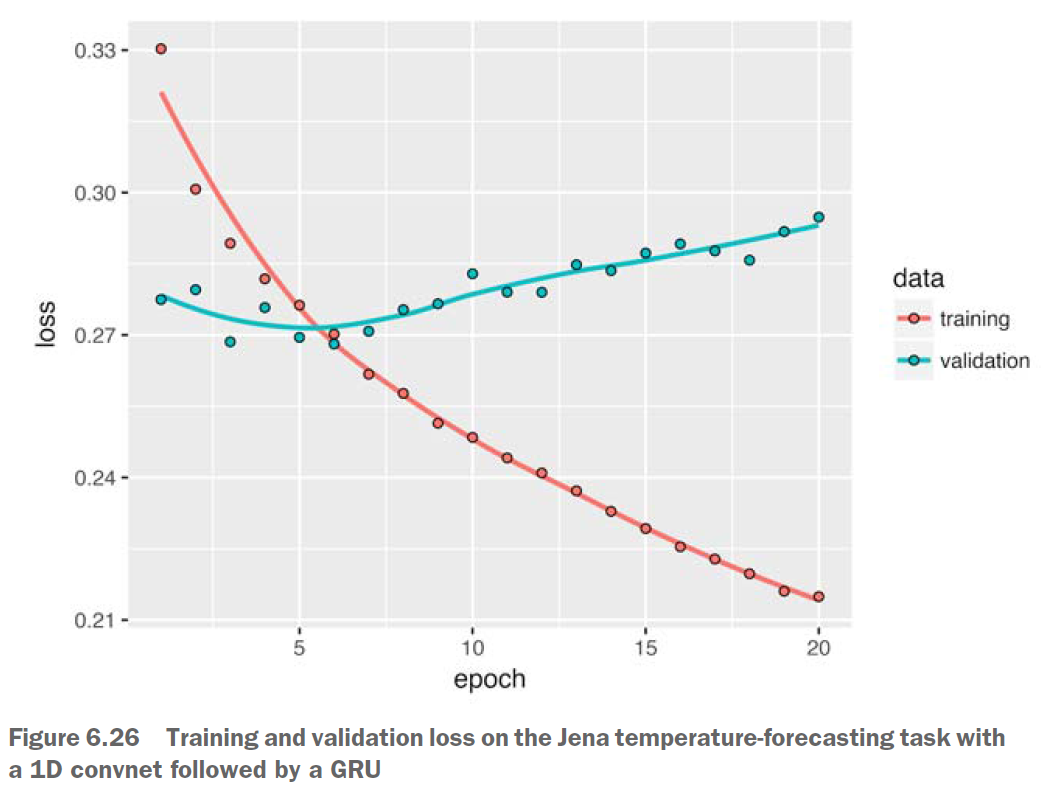 0.33
0.30
0.27
0.24
0.21
loss
5 10 15 20
epoch
data
training
validation
Figure 6.26 Training and validation loss on the Jena temperature-forecasting task with
a 1D convnet followed by a GRU